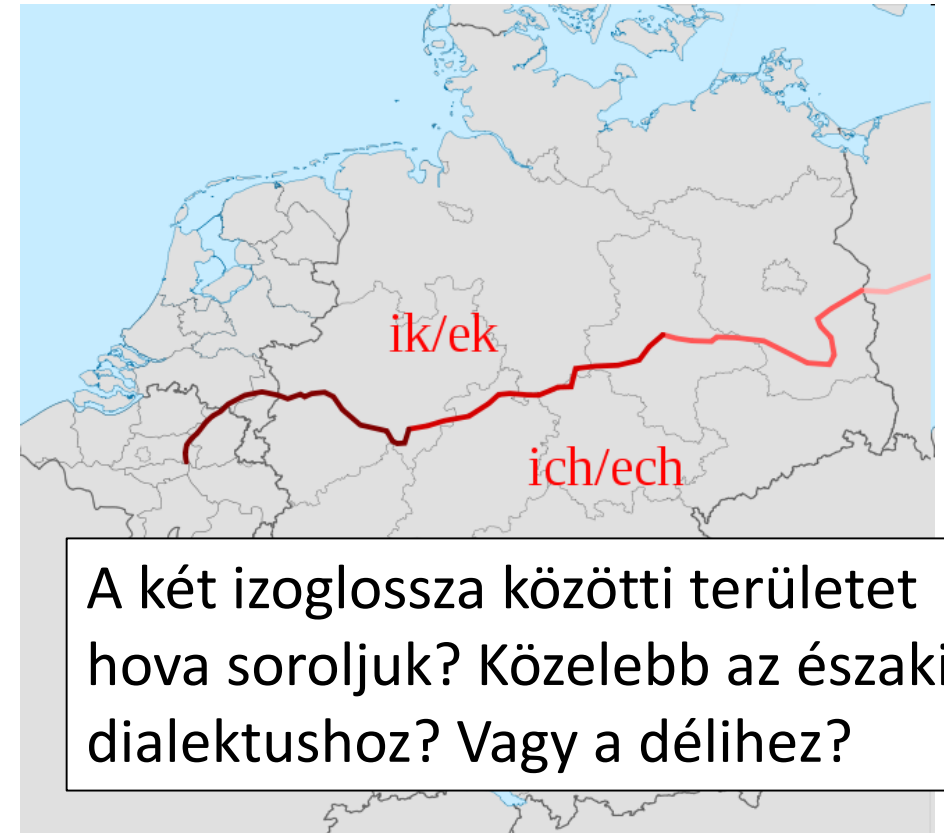 ik/ek
ich/ech
A két izoglossza közötti területet
hova soroljuk? Közelebb az északi
dialektushoz? Vagy a délihez?